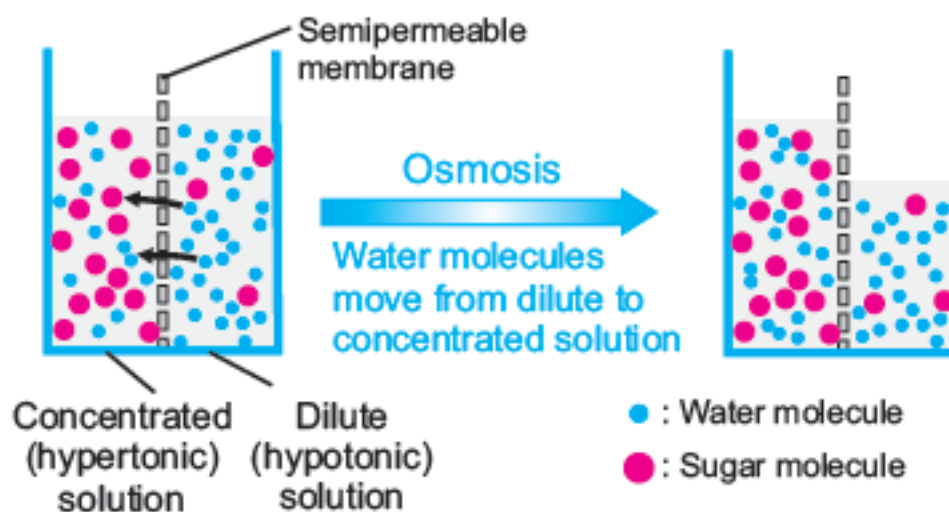 Semipermeable
membrane
Osmosis
Water molecules
move from dilute to
concentrated solution
Concentrated
(hypertonic)
solution
Dilute
(hypotonic)
solution
: Water molecule
: Sugar molecule